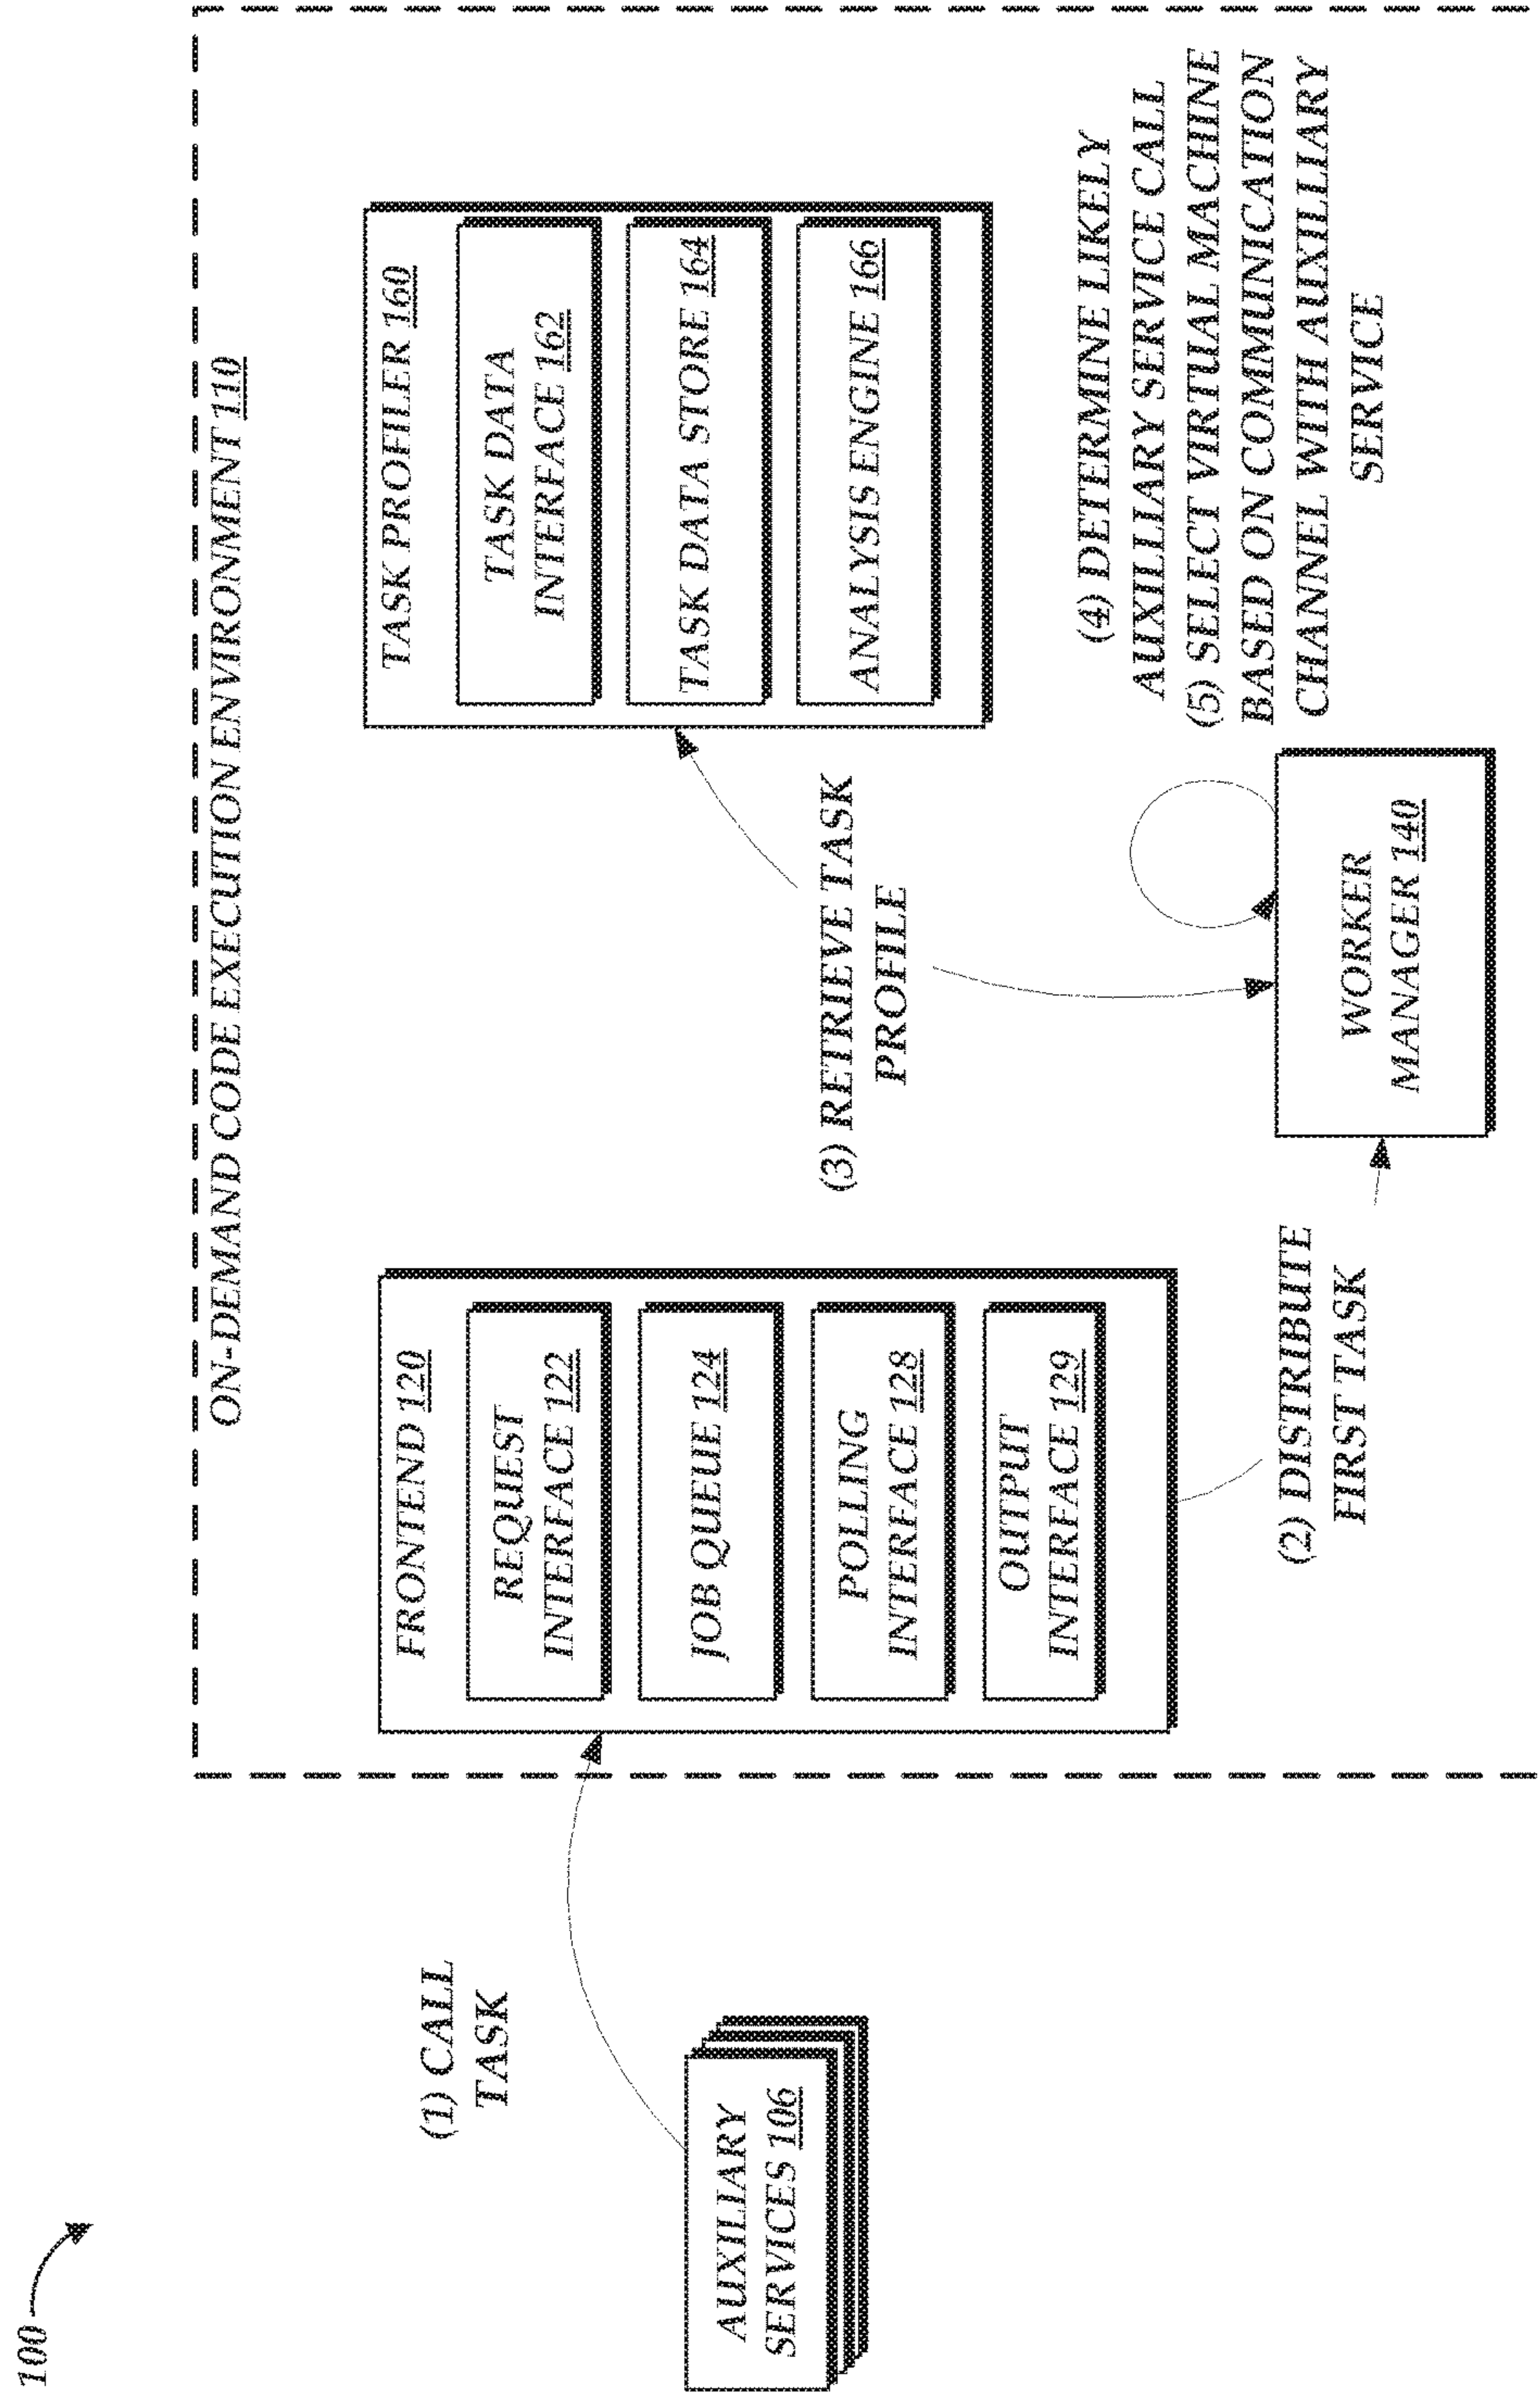 100
ON-DEMAND CODE EXECUTION ENVIRONMENT 110
(1) CALL
TASK
AUXILIARY
SERVICES 106
FRONTEND 120
REQUEST
INTERFACE 122
JOB QUEUE 124
POLLING
INTERFACE 128
OUTPUT
INTERFACE 129
(2) DISTRIBUTE
FIRST TASK
(3) RETRIEVE TASK
PROFILE
TASK PROFILER 160
TASK DATA
INTERFACE 162
TASK DATA STORE 164
ANALYSIS ENGINE 166
WORKER
MANAGER 140
(4) DETERMINE LIKELY
AUXILLIARY SERVICE CALL
(5) SELECT VIRTUAL MACHINE
BASED ON COMMUNICATION
CHANNEL WITH AUXILLIARY
SERVICE